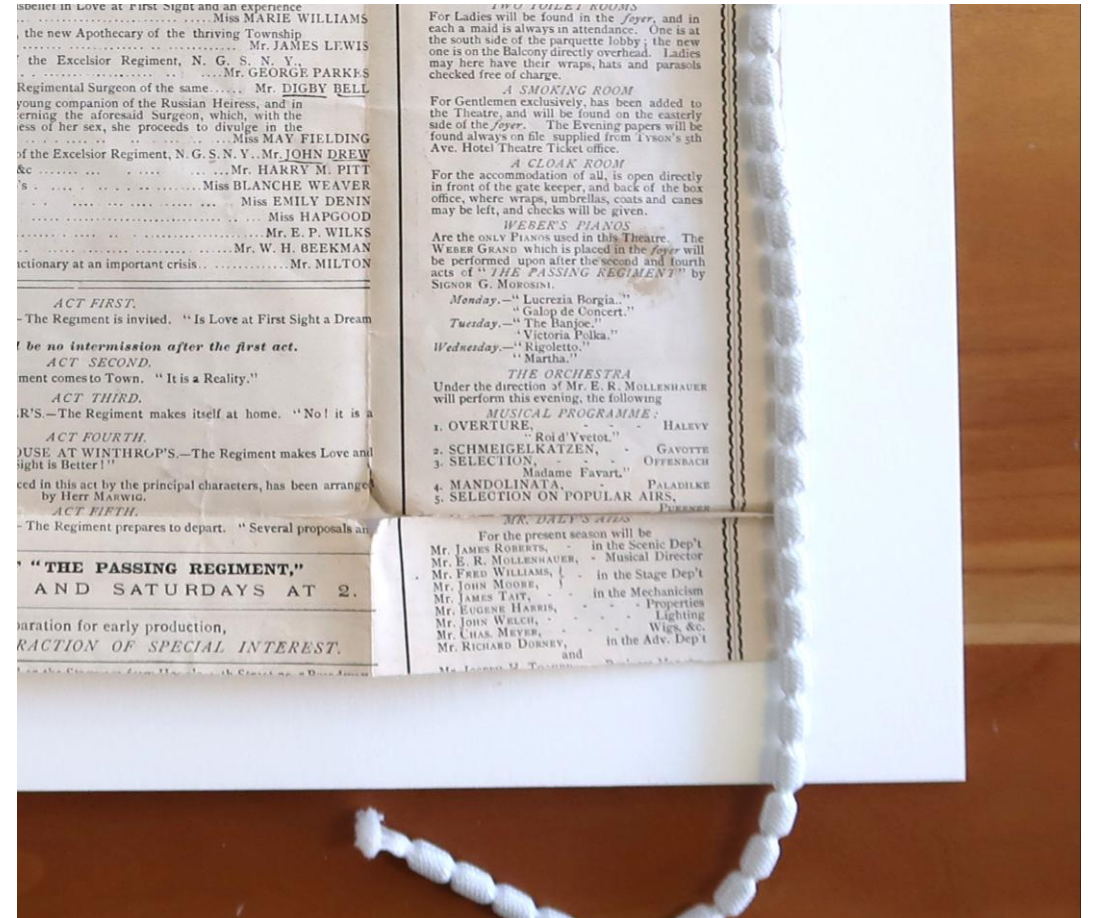 isbelief in Love at First Sight and an experience
Miss MARIE WILLIAMS
, the new Apothecary of the thriving Township
Mr. JAMES LEWIS
the Excelsior Regiment, N. G. S. N. Y.,
Mr. GEORGE PARKES
Regimental Surgeon of the same...... Mr. DIGBY BELL
young companion of the Russian Heiress, and in
erning the aforesaid Surgeon, which, with the
ess of her sex, she proceeds to divulge in the
Miss MAY FIELDING
of the Excelsior Regiment, N. G. S. N. Y..Mr. JOHN DREW
&c ....... Mr. HARRY M. PITT
's . .... Miss BLANCHE WEAVER
Miss EMILY DENIN
Miss HAPGOOD
Mr. E. P. WILKS
Mr. W. H. BEEKMAN
ctionary at an important crisis.. Mr. MILTON
ACT FIRST.
- The Regiment is invited. "Is Love at First Sight a Dream
be no intermission after the first act.
ACT SECOND.
ment comes to Town. "It is a Reality."
ACT THIRD.
R'S.—The Regiment makes itself at home. "No! it is a
ACT FOURTH.
OUSE AT WINTHROP'S.—The Regiment makes Love and
ight is Better!"
ced in this act by the principal characters, has been arranged
by Herr MARWIG.
ACT FIFTH.
- The Regiment prepares to depart. "Several proposals an
"THE PASSING REGIMENT,"
AND SATURDAYS AT 2.
paration for early production,
RACTION OF SPECIAL INTEREST.
TWO TOILET ROOMS
For Ladies will be found in the foyer, and in
each a maid is always in attendance. One is at
the south side of the parquette lobby; the new
one is on the Balcony directly overhead. Ladies
may here have their wraps, hats and parasols
checked free of charge.
A SMOKING ROOM
For Gentlemen exclusively, has been added to
the Theatre, and will be found on the easterly
side of the foyer. The Evening papers will be
found always on file supplied from TYSON'S 5th
Ave. Hotel Theatre Ticket office.
A CLOAK ROOM
For the accommodation of all, is open directly
in front of the gate keeper, and back of the box
office, where wraps, umbrellas, coats and canes
may be left, and checks will be given.
WEBER'S PIANOS
Are the ONLY PIANOS used in this Theatre. The
WEBER GRAND which is placed in the foyer will
be performed upon after the second and fourth
acts of "THE PASSING REGIMENT" by
SIGNOR G. MOROSINI.
Monday.—"Lucrezia Borgia.."
"Galop de Concert."
Tuesday.—"The Banjoe."
"Victoria Polka."
Wednesday.—"Rigoletto."
"Martha."
THE ORCHESTRA
Under the direction of Mr. E. R. MOLLENHAUER
will perform this evening, the following
MUSICAL PROGRAMME:
1. OVERTURE, - - - HALEVY
"Roi d'Yvetot."
2. SCHMEIGELKATZEN, - GAVOTTE
3. SELECTION, - - - OFFENBACH
Madame Favart."
4. MANDOLINATA, - - PALADILKE
5. SELECTION ON POPULAR AIRS,
PUERNER
MR. DALY'S AIDS
For the present season will be
Mr. JAMES ROBERTS, - in the Scenic Dep't
Mr. E. R. MOLLENHAUER, - Musical Director
Mr. FRED WILLIAMS, } - in the Stage Dep't
Mr. JOHN MOORE, }
Mr. JAMES TAIT, - in the Mechanicism
Mr. EUGENE HARRIS, - - Properties
Mr. JOHN WELCH, - - - Lighting
Mr. CHAS. MEYER, - - - Wigs, &c.
Mr. RICHARD DORNEY, in the Adv. Dep't
and